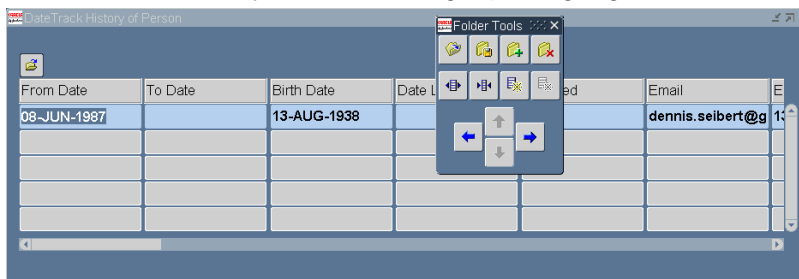 DateTrack History of Person
Folder Tools
From Date To Date Birth Date Date L ed Email E
08-JUN-1987 13-AUG-1938 dennis.seibert@g